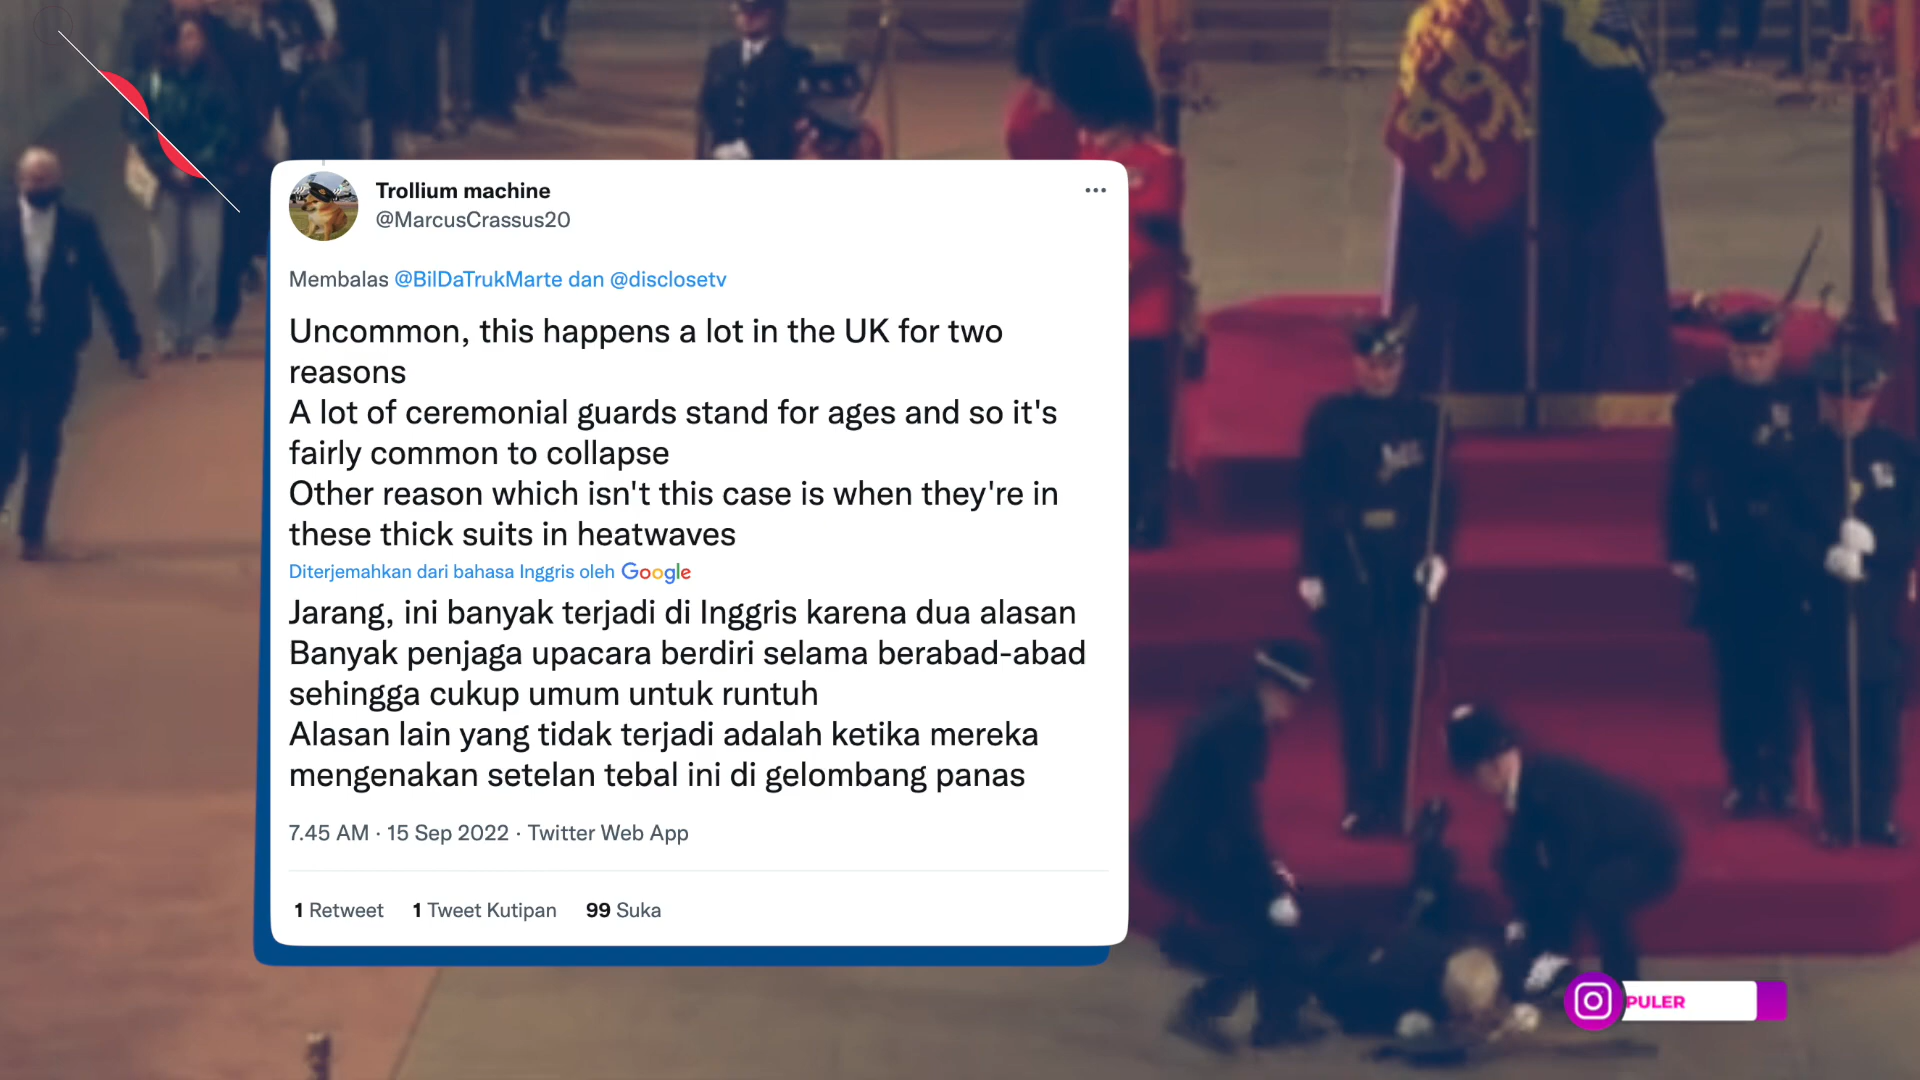 Trollium machine
@MarcusCrassus20
Membalas @BilDaTrukMarte dan @disclosetv
Uncommon, this happens a lot in the UK for two
reasons
A lot of ceremonial guards stand for ages and so it's
fairly common to collapse
Other reason which isn't this case is when they're in
these thick suits in heatwaves
Diterjemahkan dari bahasa Inggris oleh Google
Jarang, ini banyak terjadi di Inggris karena dua alasan
Banyak penjaga upacara berdiri selama berabad-abad
sehingga cukup umum untuk runtuh
Alasan lain yang tidak terjadi adalah ketika mereka
mengenakan setelan tebal ini di gelombang panas
7.45 AM · 15 Sep 2022 · Twitter Web App
1 Retweet 1 Tweet Kutipan 99 Suka
PULER